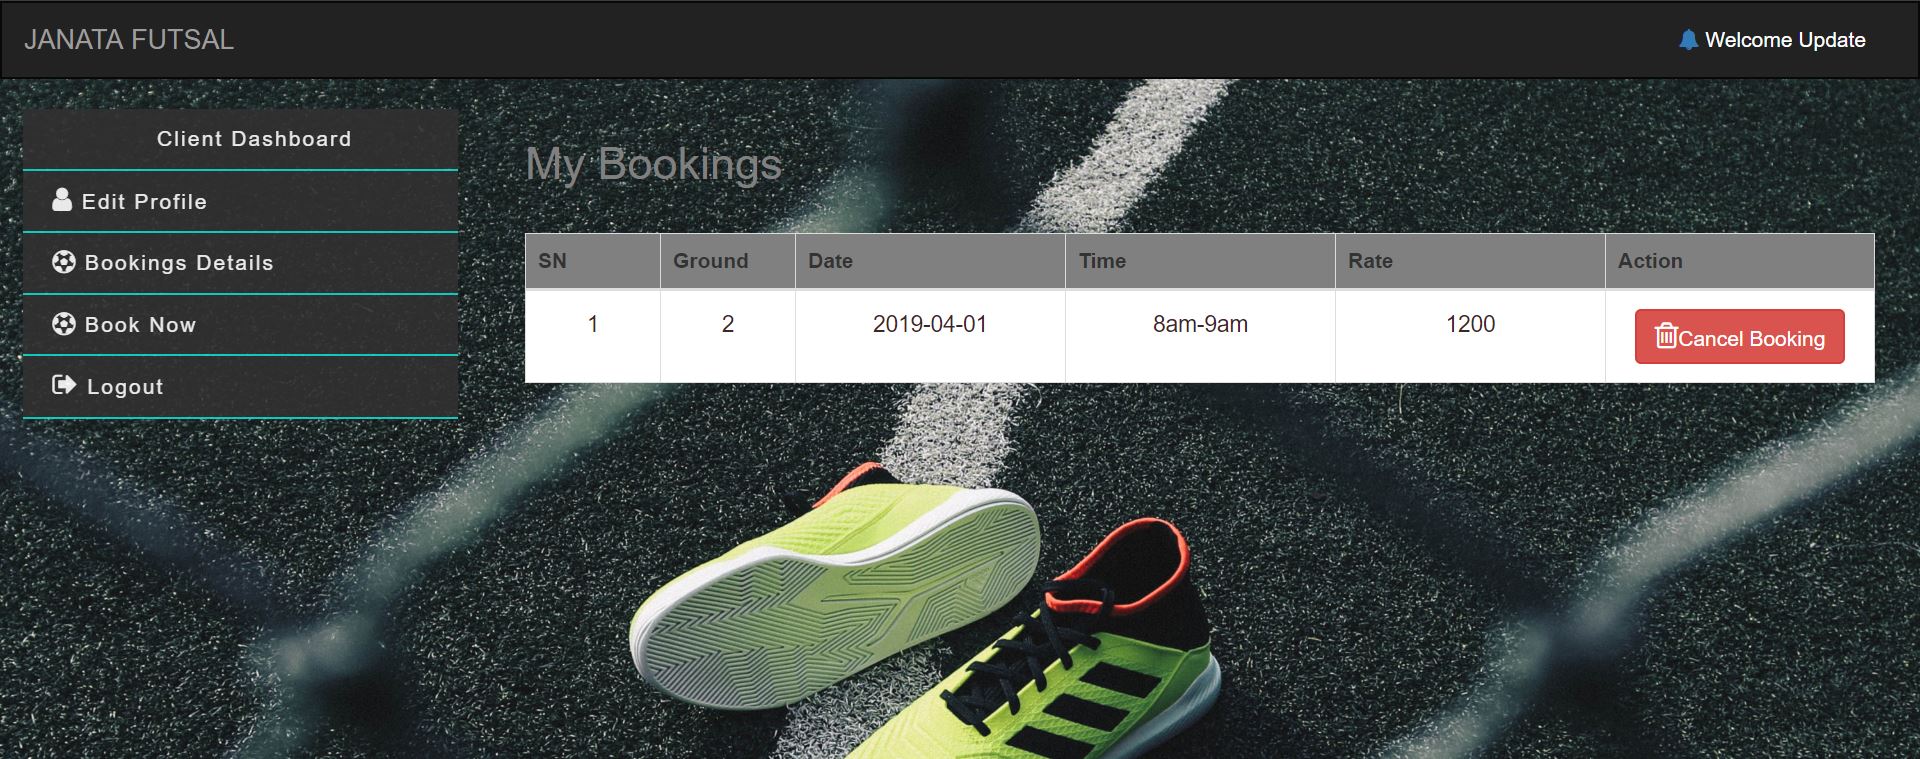 JANATA FUTSAL
Welcome Update
Client Dashboard
Edit Profile
Bookings Details
Book Now
Logout
My Bookings
SN Ground Date Time Rate Action
1 2 2019-04-01 8am-9am 1200 Cancel Booking